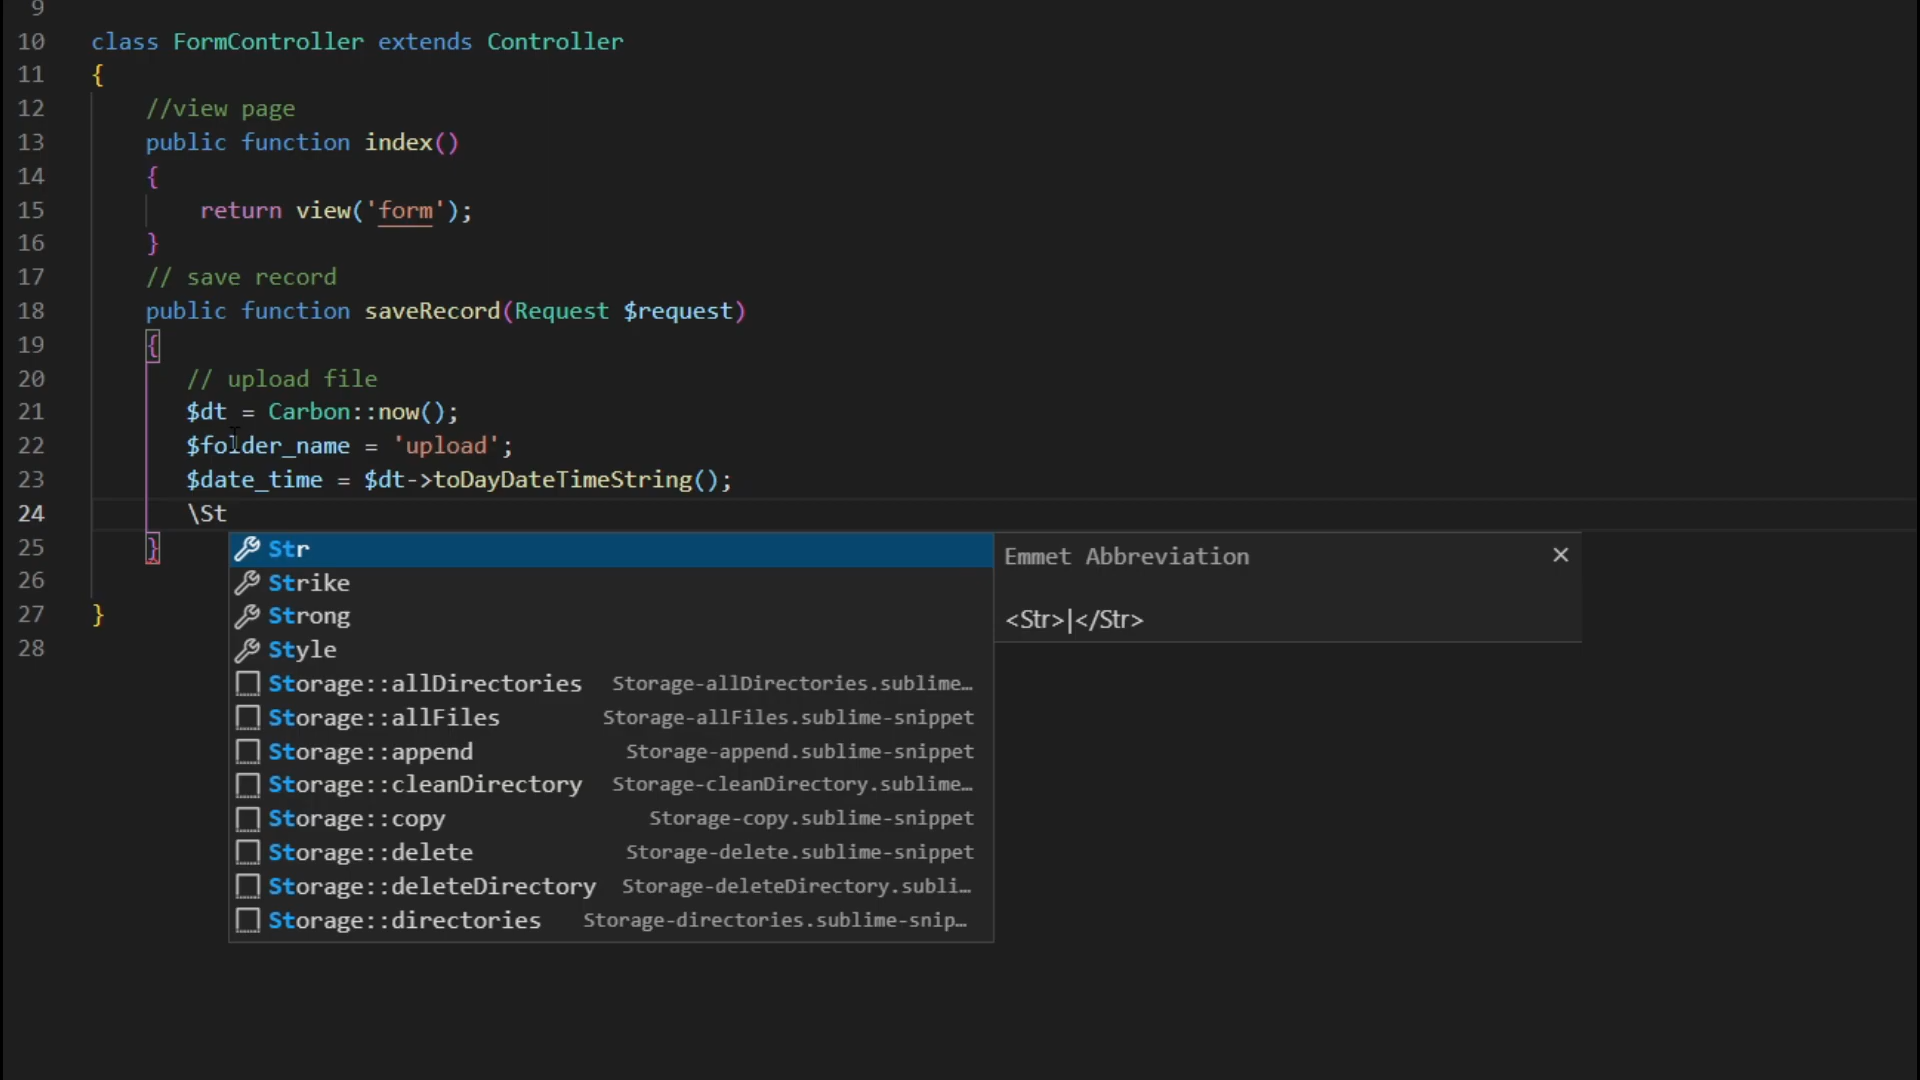 9
10 class FormController extends Controller
11 {
12 //view page
13 public function index()
14 {
15 return view('form');
16 }
17 // save record
18 public function saveRecord(Request $request)
19 {
20 // upload file
21 $dt = Carbon::now();
22 $folder_name = 'upload';
23 $date_time = $dt->toDayDateTimeString();
24 \St
25 }
26
27 }
28
Str
Strike
Strong
Style
Storage::allDirectories Storage-allDirectories.sublime…
Storage::allFiles Storage-allFiles.sublime-snippet
Storage::append Storage-append.sublime-snippet
Storage::cleanDirectory Storage-cleanDirectory.sublime…
Storage::copy Storage-copy.sublime-snippet
Storage::delete Storage-delete.sublime-snippet
Storage::deleteDirectory Storage-deleteDirectory.subli…
Storage::directories Storage-directories.sublime-snip…
Emmet Abbreviation
<Str>|</Str>